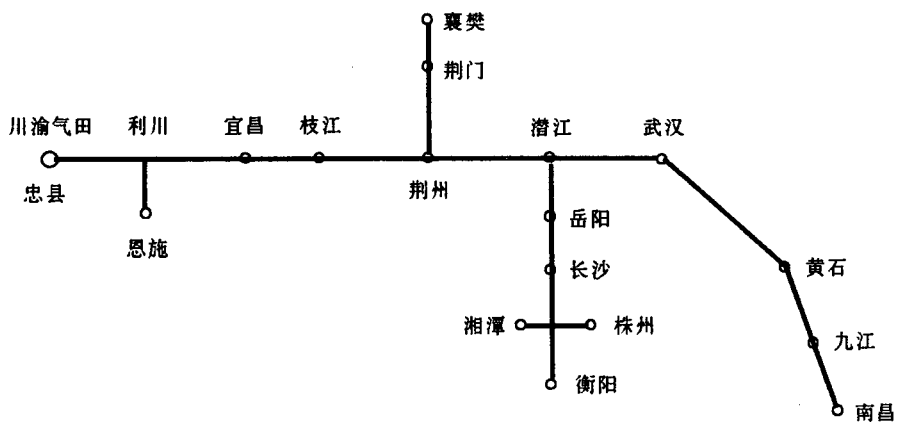 襄樊
荆门
川渝气田
利川
宜昌
枝江
潜江
武汉
忠县
荆州
恩施
岳阳
长沙
黄石
湘潭
株州
九江
衡阳
南昌